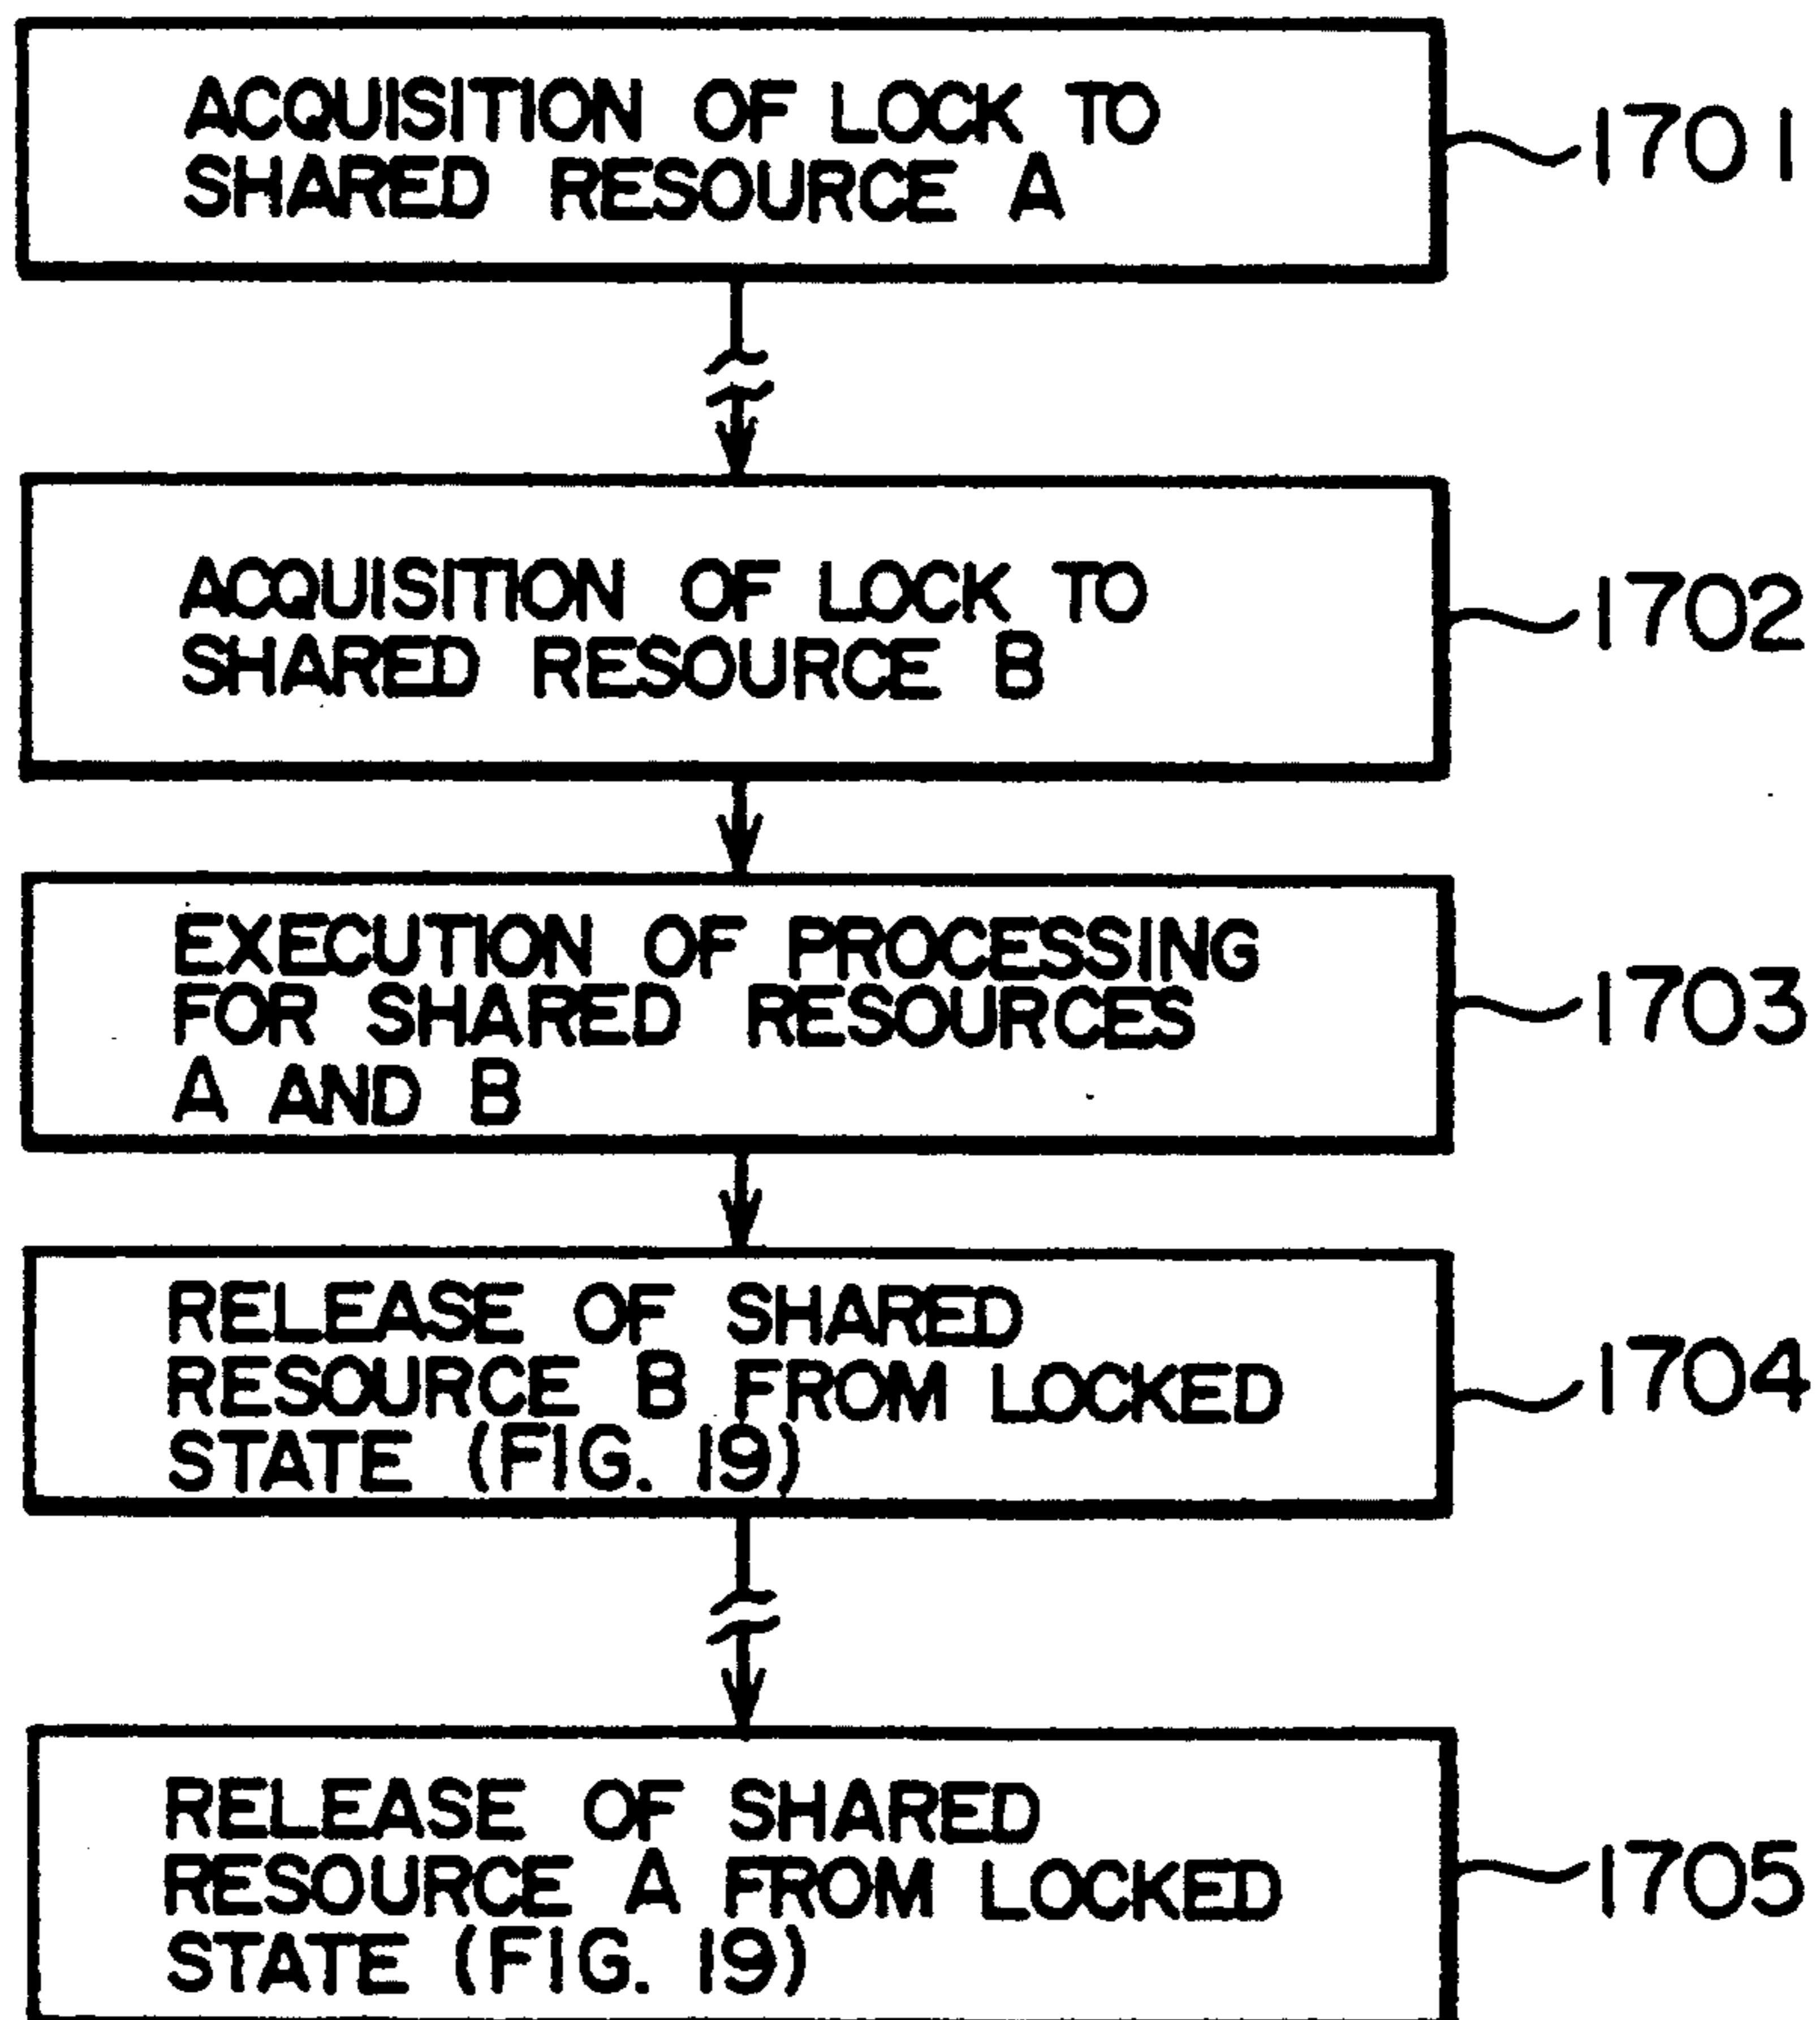 ACQUISITION OF LOCK TO
SHARED RESOURCE A
1701
ACQUISITION OF LOCK TO
SHARED RESOURCE B
1702
EXECUTION OF PROCESSING
FOR SHARED RESOURCES
A AND B
1703
RELEASE OF SHARED
RESOURCE B FROM LOCKED
STATE (FIG. 19)
1704
RELEASE OF SHARED
RESOURCE A FROM LOCKED
STATE (FIG. 19)
1705